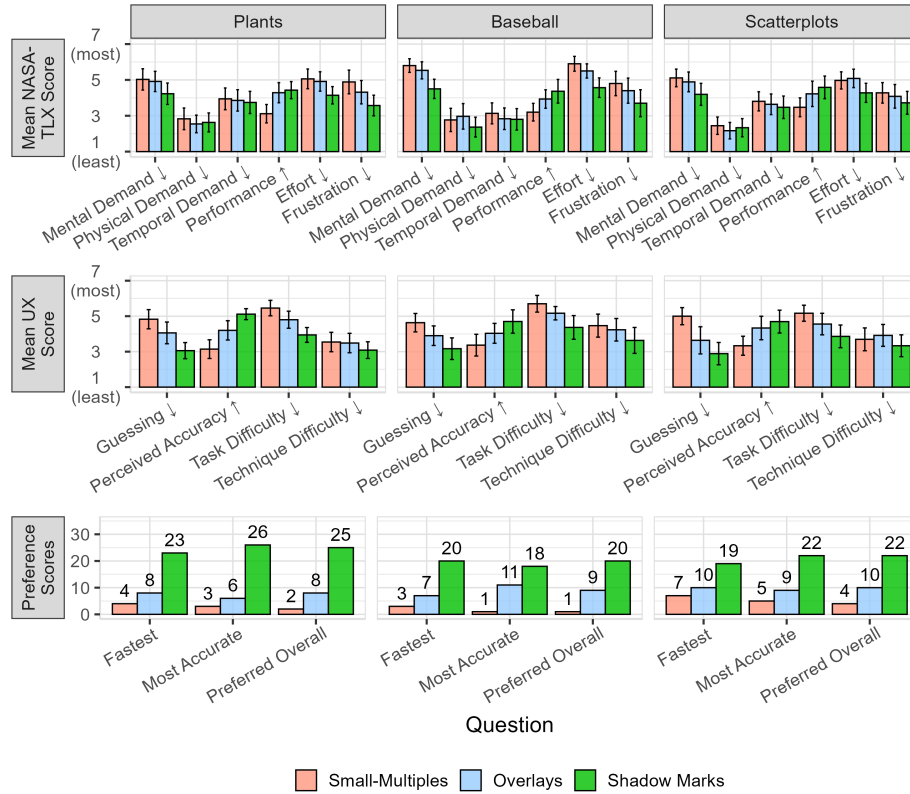 Plants
Baseball
Scatterplots
Mean NASA-
TLX Score
7
(most)
5
3
1
(least)
Mental Demand ↓
Physical Demand ↓
Temporal Demand ↓
Performance ↑
Effort ↓
Frustration ↓
Mental Demand ↓
Physical Demand ↓
Temporal Demand ↓
Performance ↑
Effort ↓
Frustration ↓
Mental Demand ↓
Physical Demand ↓
Temporal Demand ↓
Performance ↑
Effort ↓
Frustration ↓
Mean UX
Score
7
(most)
5
3
1
(least)
Guessing ↓
Perceived Accuracy ↑
Task Difficulty ↓
Technique Difficulty ↓
Guessing ↓
Perceived Accuracy ↑
Task Difficulty ↓
Technique Difficulty ↓
Guessing ↓
Perceived Accuracy ↑
Task Difficulty ↓
Technique Difficulty ↓
Preference
Scores
30
20
10
0
4 8 23 3 6 26 2 8 25
3 7 20 1 11 18 1 9 20
7 10 19 5 9 22 4 10 22
Fastest
Most Accurate
Preferred Overall
Fastest
Most Accurate
Preferred Overall
Fastest
Most Accurate
Preferred Overall
Question
Small-Multiples Overlays Shadow Marks